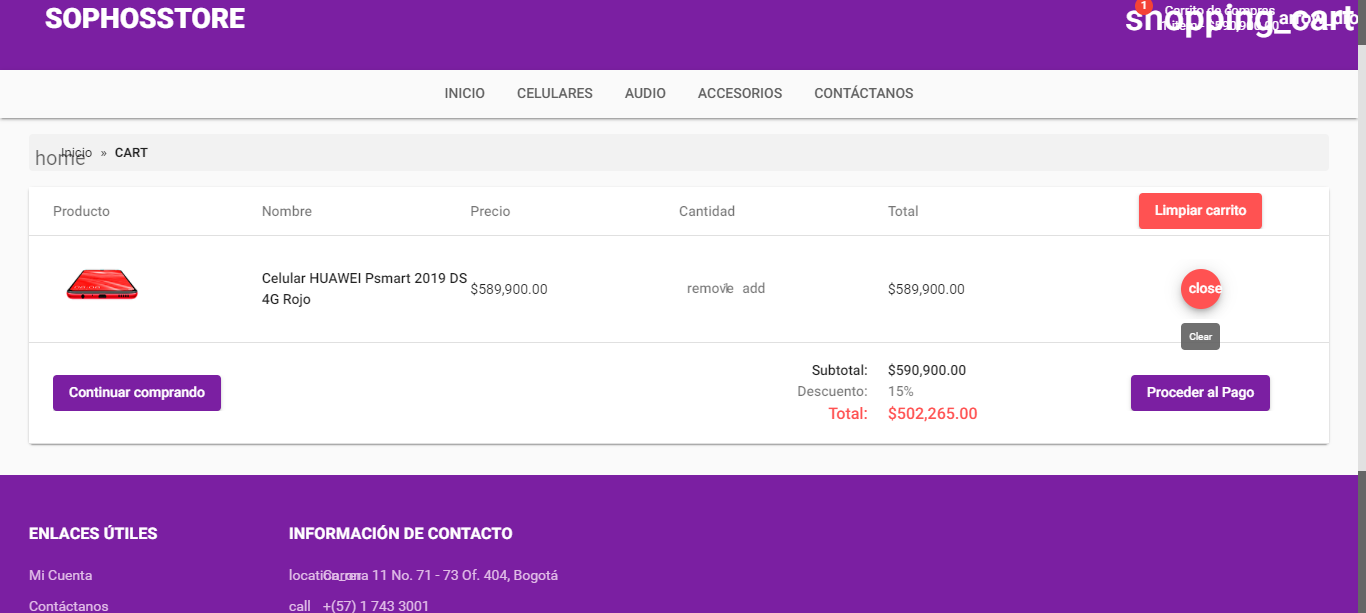 SOPHOSSTORE
1
Carrito de compras
shopping_cart
INICIO CELULARES AUDIO ACCESORIOS CONTÁCTANOS
home Inicio » CART
Producto Nombre Precio Cantidad Total Limpiar carrito
Celular HUAWEI Psmart 2019 DS
4G Rojo
$589,900.00 remove 1 add $589,900.00 close
Clear
Continuar comprando
Subtotal: $590,900.00
Descuento: 15%
Total: $502,265.00
Proceder al Pago
ENLACES ÚTILES
Mi Cuenta
Contáctanos
INFORMACIÓN DE CONTACTO
location_on Carrera 11 No. 71 - 73 Of. 404, Bogotá
call +(57) 1 743 3001